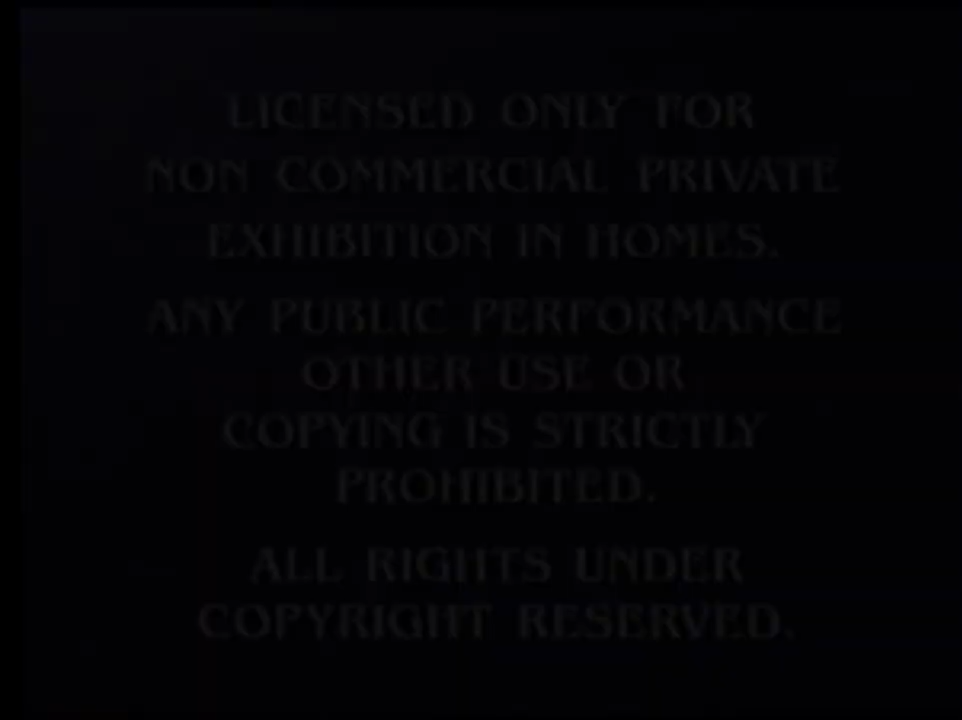 LICENSED ONLY FOR
NON COMMERCIAL PRIVATE
EXHIBITION IN HOMES.
ANY PUBLIC PERFORMANCE
OTHER USE OR
COPYING IS STRICTLY
PROHIBITED.
ALL RIGHTS UNDER
COPYRIGHT RESERVED.